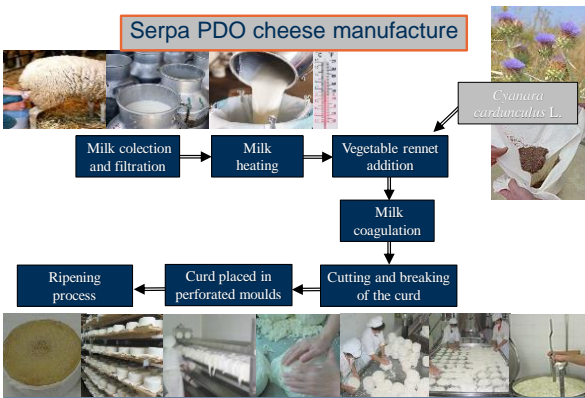 Serpa PDO cheese manufacture
Cyanara
cardunculus L.
Milk colection
and filtration
Milk
heating
Vegetable rennet
addition
Milk
coagulation
Ripening
process
Curd placed in
perforated moulds
Cutting and breaking
of the curd